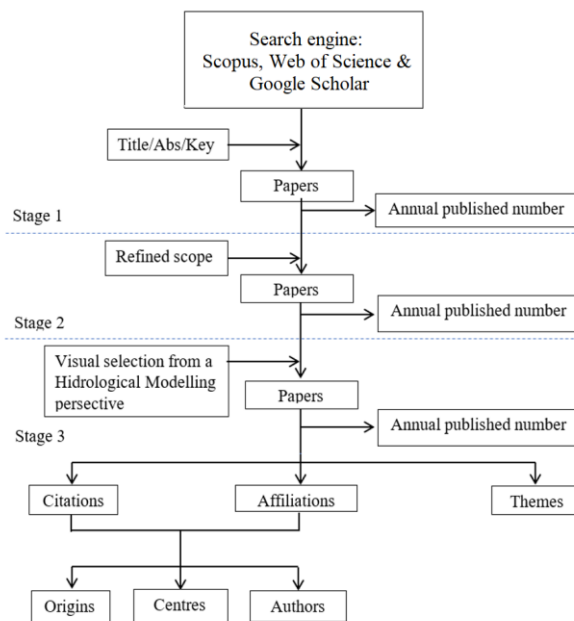 Search engine:
Scopus, Web of Science &
Google Scholar
Title/Abs/Key
Papers
Annual published number
Stage 1
Refined scope
Papers
Annual published number
Stage 2
Visual selection from a
Hidrological Modelling
persective
Papers
Annual published number
Stage 3
Citations
Affiliations
Themes
Origins
Centres
Authors